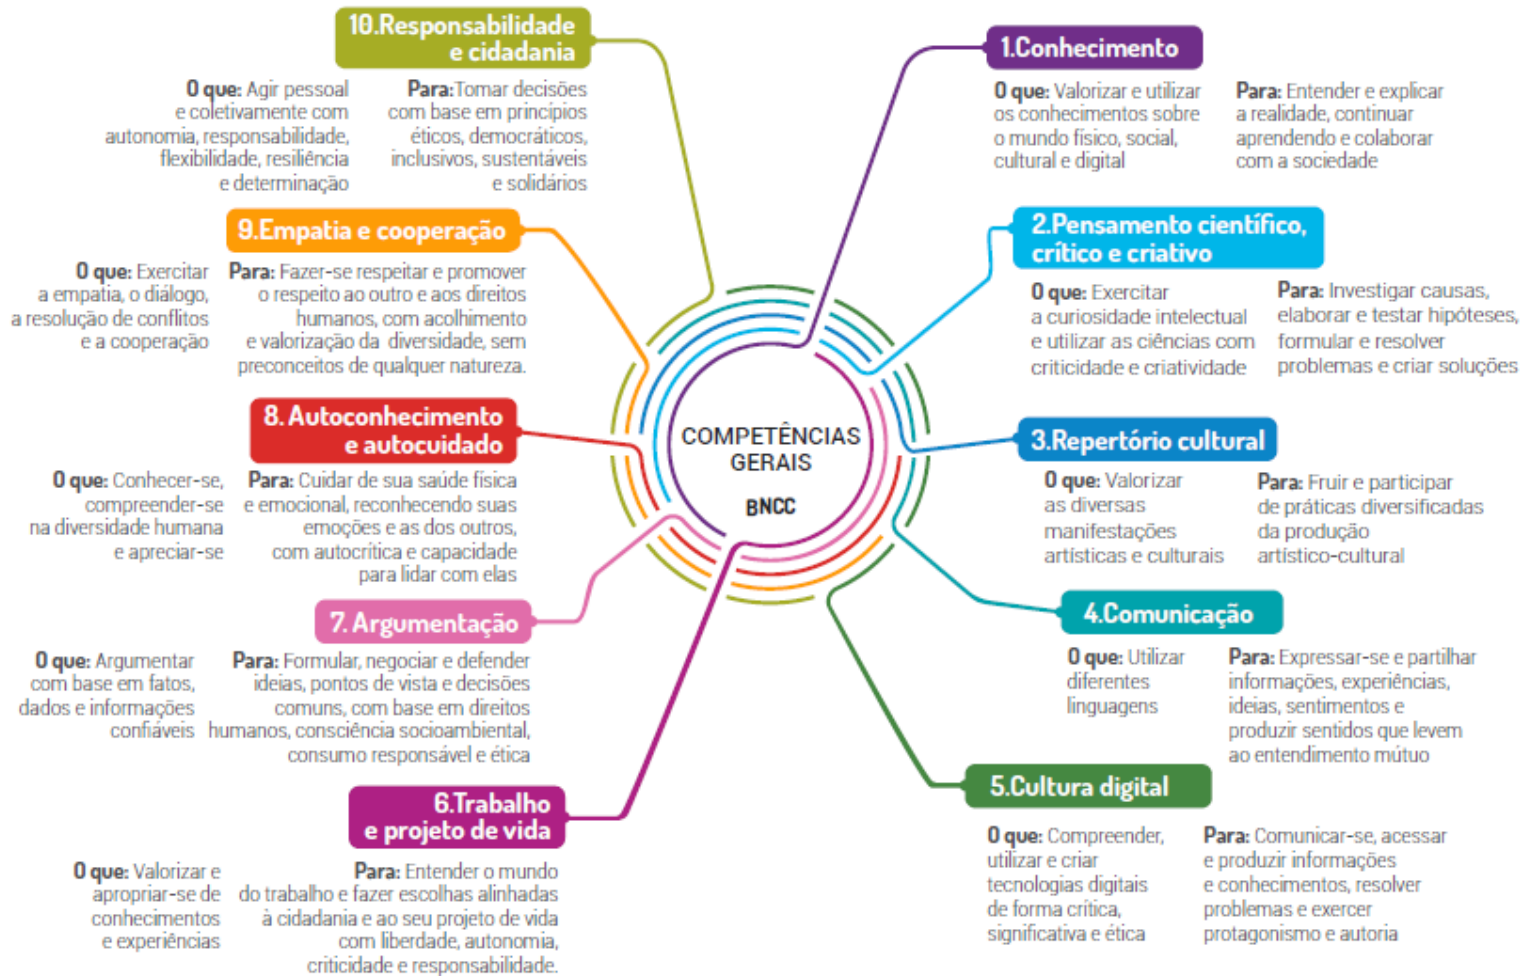 COMPETÊNCIAS
GERAIS
BNCC
1.Conhecimento
O que: Valorizar e utilizar
os conhecimentos sobre
o mundo físico, social,
cultural e digital
Para: Entender e explicar
a realidade, continuar
aprendendo e colaborar
com a sociedade
2.Pensamento científico,
crítico e criativo
O que: Exercitar
a curiosidade intelectual
e utilizar as ciências com
criticidade e criatividade
Para: Investigar causas,
elaborar e testar hipóteses,
formular e resolver
problemas e criar soluções
3.Repertório cultural
O que: Valorizar
as diversas
manifestações
artísticas e culturais
Para: Fruir e participar
de práticas diversificadas
da produção
artístico-cultural
4.Comunicação
O que: Utilizar
diferentes
linguagens
Para: Expressar-se e partilhar
informações, experiências,
ideias, sentimentos e
produzir sentidos que levem
ao entendimento mútuo
5.Cultura digital
O que: Compreender,
utilizar e criar
tecnologias digitais
de forma crítica,
significativa e ética
Para: Comunicar-se, acessar
e produzir informações
e conhecimentos, resolver
problemas e exercer
protagonismo e autoria
6.Trabalho
e projeto de vida
O que: Valorizar e
apropriar-se de
conhecimentos
e experiências
Para: Entender o mundo
do trabalho e fazer escolhas alinhadas
à cidadania e ao seu projeto de vida
com liberdade, autonomia,
criticidade e responsabilidade.
7. Argumentação
O que: Argumentar
com base em fatos,
dados e informações
confiáveis
Para: Formular, negociar e defender
ideias, pontos de vista e decisões
comuns, com base em direitos
humanos, consciência socioambiental,
consumo responsável e ética
8. Autoconhecimento
e autocuidado
O que: Conhecer-se,
compreender-se
na diversidade humana
e apreciar-se
Para: Cuidar de sua saúde física
e emocional, reconhecendo suas
emoções e as dos outros,
com autocrítica e capacidade
para lidar com elas
9.Empatia e cooperação
O que: Exercitar
a empatia, o diálogo,
a resolução de conflitos
e a cooperação
Para: Fazer-se respeitar e promover
o respeito ao outro e aos direitos
humanos, com acolhimento
e valorização da diversidade, sem
preconceitos de qualquer natureza.
10.Responsabilidade
e cidadania
O que: Agir pessoal
e coletivamente com
autonomia, responsabilidade,
flexibilidade, resiliência
e determinação
Para:Tomar decisões
com base em princípios
éticos, democráticos,
inclusivos, sustentáveis
e solidários